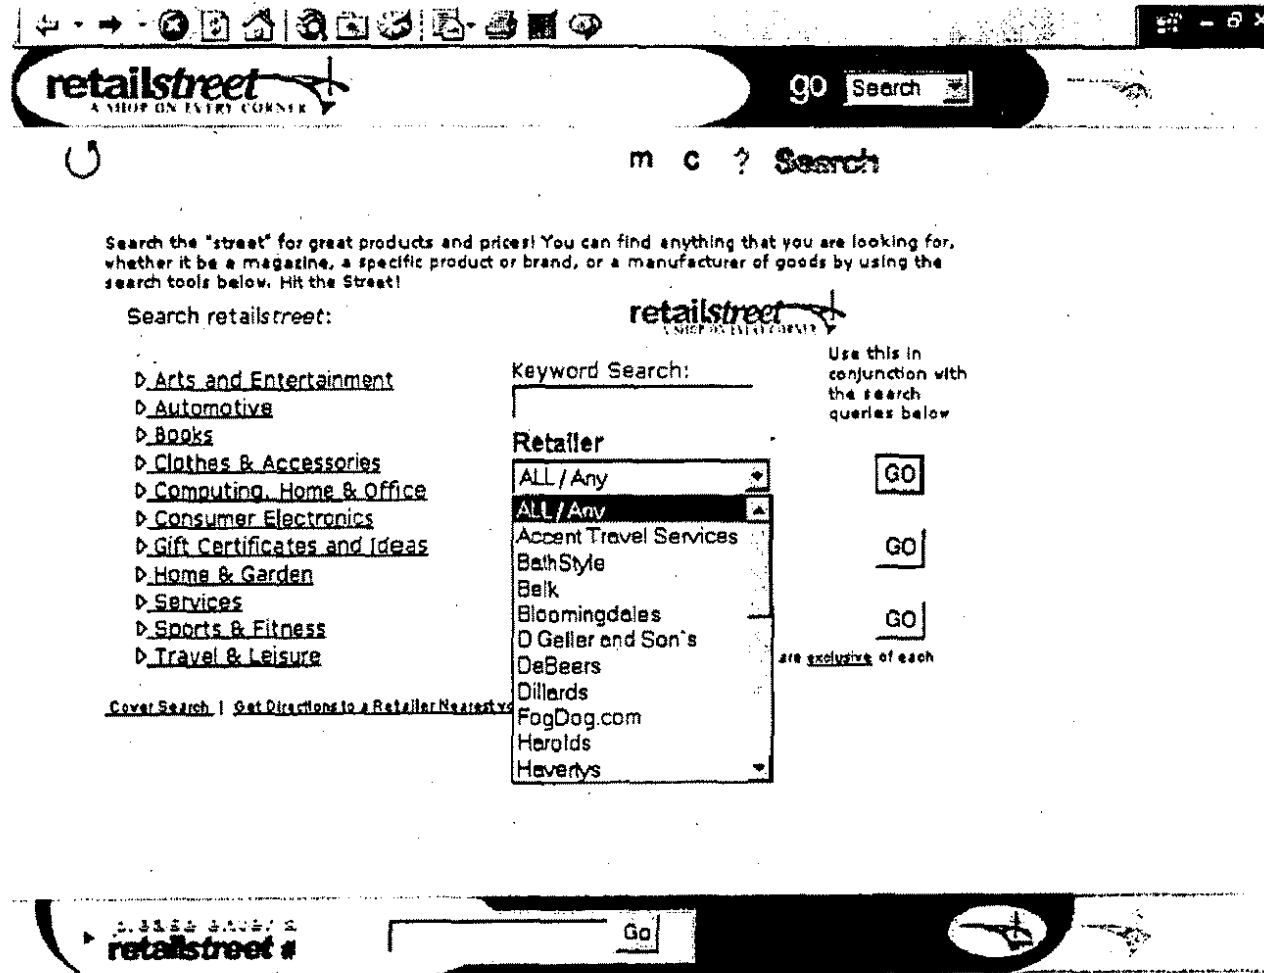 retailstreet
A SHOP ON EVERY CORNER
go Search
m c ? Search
Search the "street" for great products and prices! You can find anything that you are looking for,
whether it be a magazine, a specific product or brand, or a manufacturer of goods by using the
search tools below. Hit the Street!
Search retailstreet:
retailstreet
A SHOP ON EVERY CORNER
Arts and Entertainment
Automotive
Books
Clothes & Accessories
Computing, Home & Office
Consumer Electronics
Gift Certificates and Ideas
Home & Garden
Services
Sports & Fitness
Travel & Leisure
Keyword Search:
Use this in
conjunction with
the search
queries below
Retailer
ALL / Any
GO
ALL / Any
Accent Travel Services
BathStyle
Belk
Bloomingdales
D Geller and Son`s
DeBeers
Dillards
FogDog.com
Harolds
Havertys
GO
GO
are exclusive of each
Cover Search | Get Directions to a Retailer Nearest yo
retailstreet #
Go